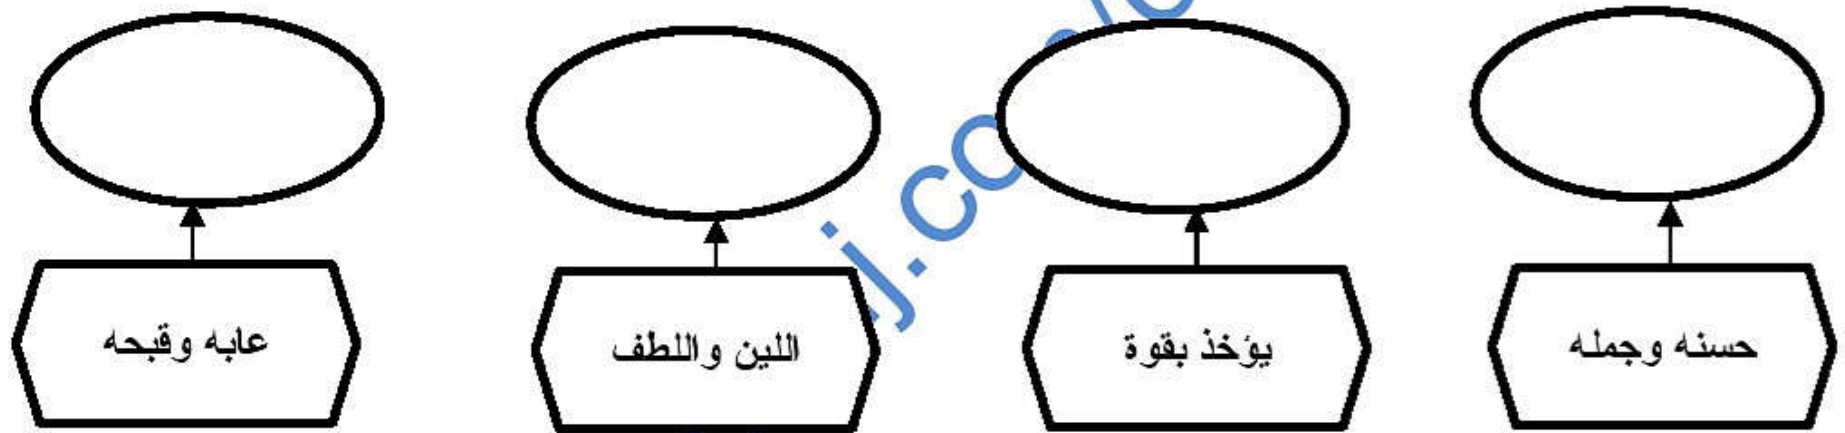 حسنه وجمله
يؤخذ بقوة
اللين واللطف
عابه وقبحه